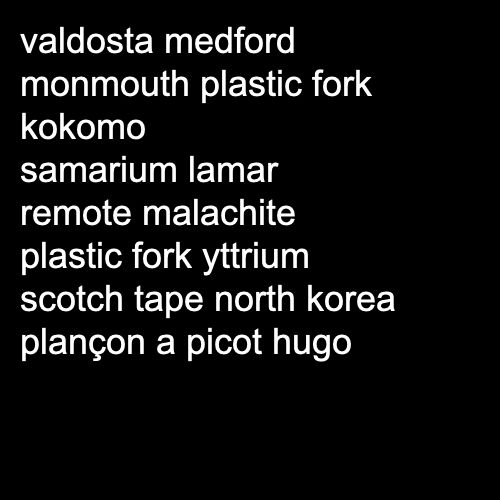 valdosta medford
monmouth plastic fork
kokomo
samarium lamar
remote malachite
plastic fork yttrium
scotch tape north korea
plançon a picot hugo